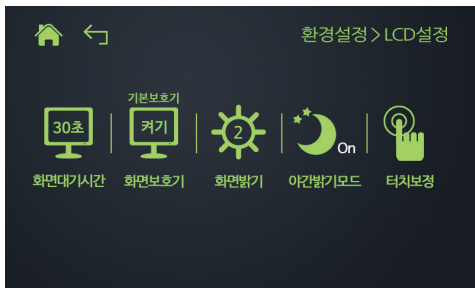 환경설정 > LCD설정
기본보호기
30초
켜기
2
On
화면대기시간
화면보호기
화면밝기
야간밝기모드
터치보정